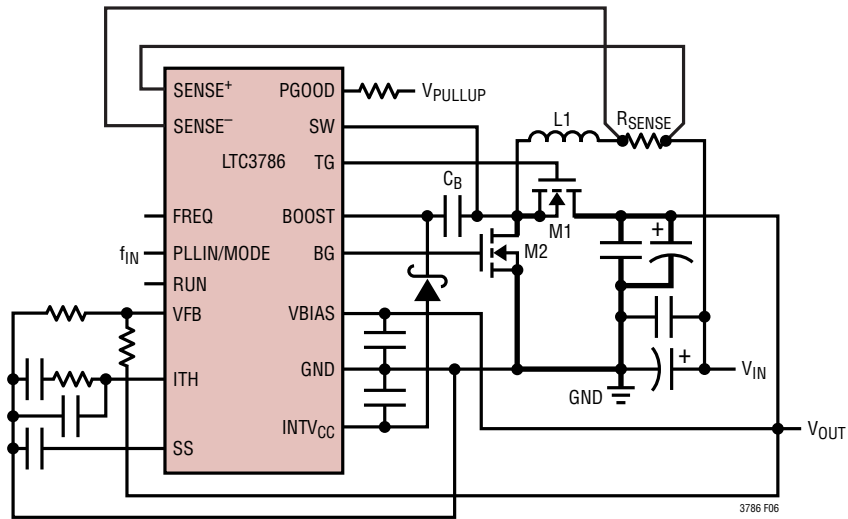 SENSE+
SENSE–
LTC3786
FREQ
fIN
PLLIN/MODE
RUN
VFB
ITH
SS
PGOOD
SW
TG
BOOST
BG
VBIAS
GND
INTVCC
VPULLUP
CB
L1
RSENSE
M1
M2
+
+
GND
VIN
VOUT
3786 F06